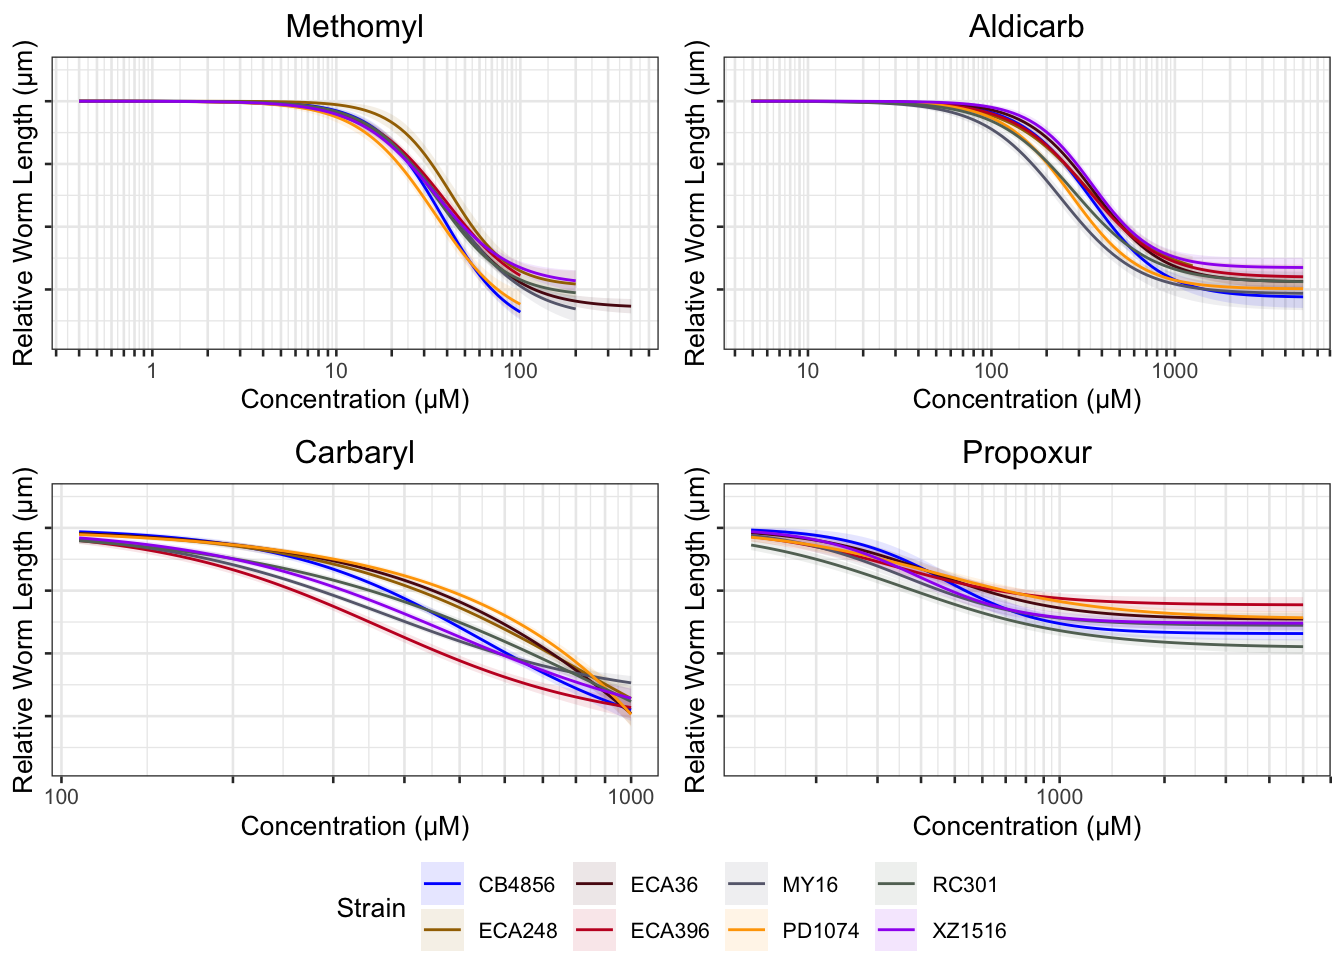 Methomyl
Aldicarb
Relative Worm Length (µm)
Relative Worm Length (µm)
1 10 100
10 100 1000
Concentration (µM)
Concentration (µM)
Carbaryl
Propoxur
Relative Worm Length (µm)
Relative Worm Length (µm)
100 1000
1000
Concentration (µM)
Concentration (µM)
Strain
CB4856 ECA36 MY16 RC301
ECA248 ECA396 PD1074 XZ1516